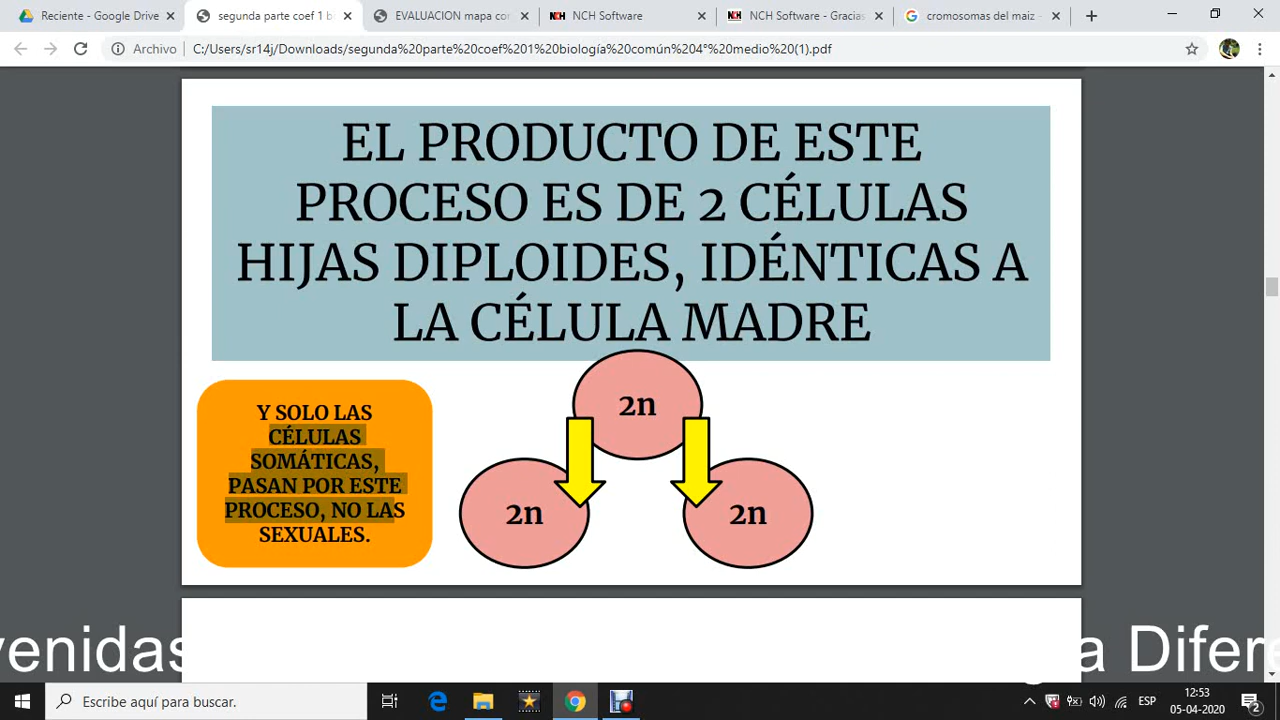 Reciente - Google Drive
segunda parte coef 1 b
EVALUACION mapa con
NCH NCH Software
NCH NCH Software - Gracias
cromosomas del maiz -
Archivo
C:/Users/sr14j/Downloads/segunda%20parte%20coef%201%20biología%20común%204°%20medio%20(1).pdf
EL PRODUCTO DE ESTE
PROCESO ES DE 2 CÉLULAS
HIJAS DIPLOIDES, IDÉNTICAS A
LA CÉLULA MADRE
Y SOLO LAS
CÉLULAS
SOMÁTICAS,
PASAN POR ESTE
PROCESO, NO LAS
SEXUALES.
2n
2n
2n
venidas
a Difere
Escribe aquí para buscar.
ESP
12:53
05-04-2020
2